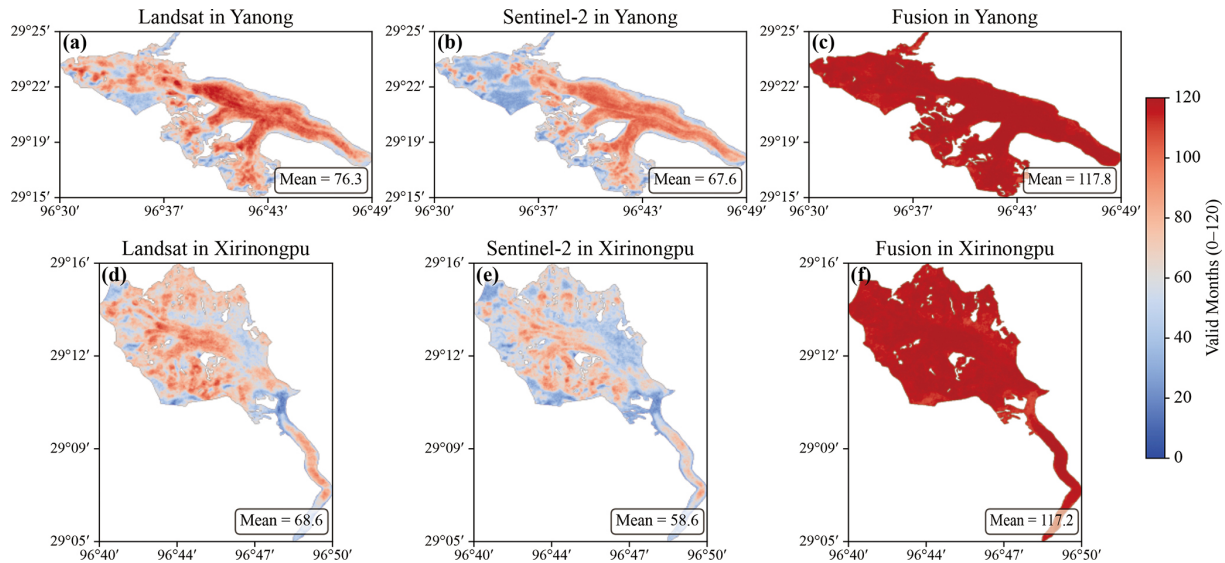 Landsat in Yanong
Sentinel-2 in Yanong
Fusion in Yanong
29°25′
29°22′
29°19′
29°15′
(a)
Mean = 76.3
96°30′
96°37′
96°43′
96°49′
29°25′
29°22′
29°19′
29°15′
(b)
Mean = 67.6
96°30′
96°37′
96°43′
96°49′
29°25′
29°22′
29°19′
29°15′
(c)
Mean = 117.8
96°30′
96°37′
96°43′
96°49′
Landsat in Xirinongpu
Sentinel-2 in Xirinongpu
Fusion in Xirinongpu
29°16′
29°12′
29°09′
29°05′
(d)
Mean = 68.6
96°40′
96°44′
96°47′
96°50′
29°16′
29°12′
29°09′
29°05′
(e)
Mean = 58.6
96°40′
96°44′
96°47′
96°50′
29°16′
29°12′
29°09′
29°05′
(f)
Mean = 117.2
96°40′
96°44′
96°47′
96°50′
120
100
80
60
40
20
0
Valid Months (0–120)